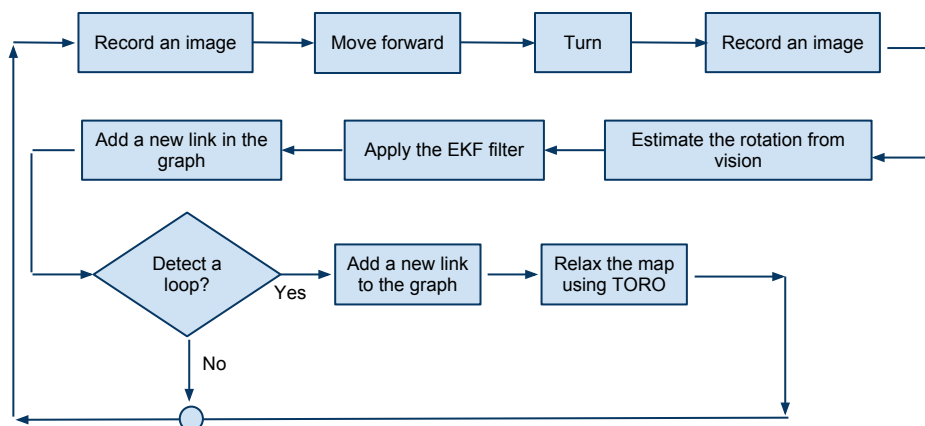 Record an image
Move forward
Turn
Record an image
Estimate the rotation from
vision
Apply the EKF filter
Add a new link in the
graph
Detect a
loop?
Yes
Add a new link
to the graph
Relax the map
using TORO
No